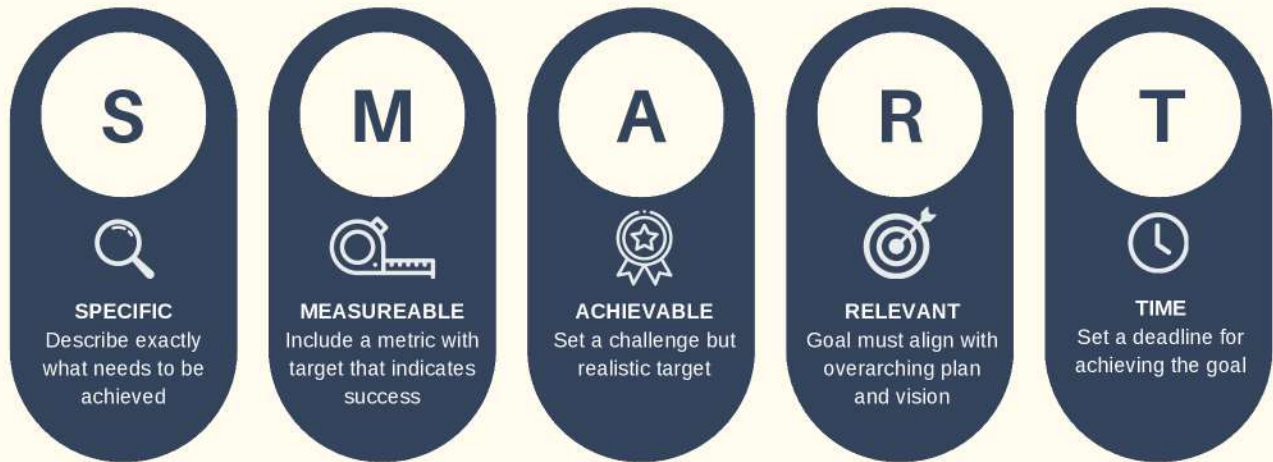 S
SPECIFIC
Describe exactly
what needs to be
achieved
M
MEASUREABLE
Include a metric with
target that indicates
success
A
ACHIEVABLE
Set a challenge but
realistic target
R
RELEVANT
Goal must align with
overarching plan
and vision
T
TIME
Set a deadline for
achieving the goal